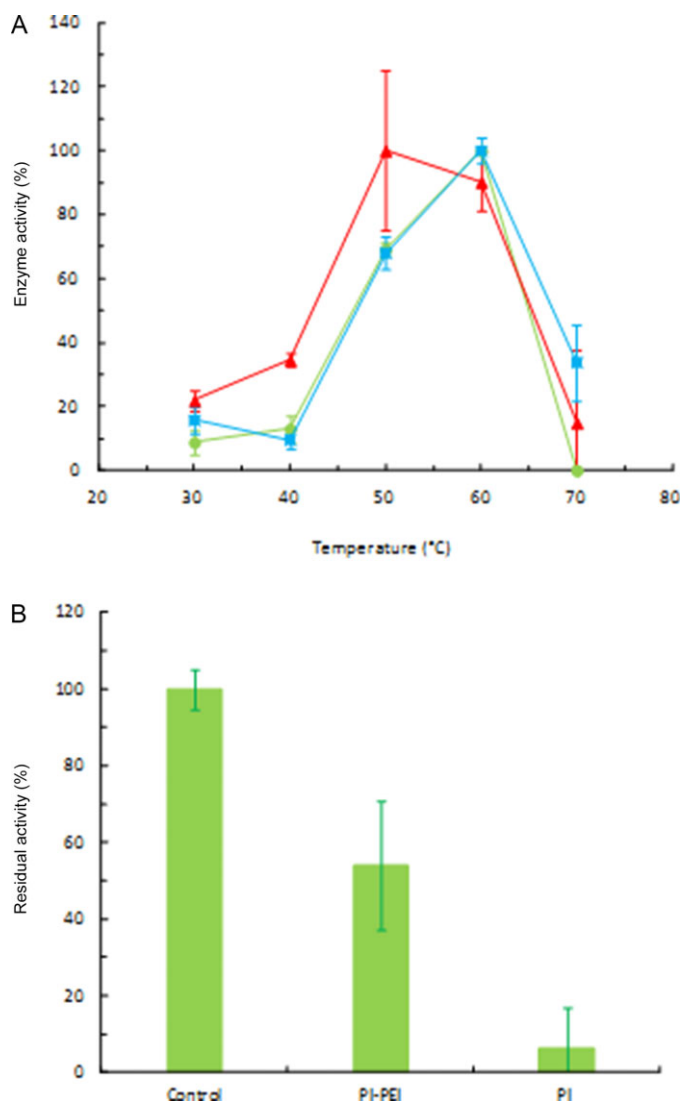 A
140
120
100
80
60
40
20
0
Enzyme activity (%)
20 30 40 50 60 70 80
Temperature (°C)
B
120
100
80
60
40
20
0
Residual activity (%)
Control PI-PEI PI